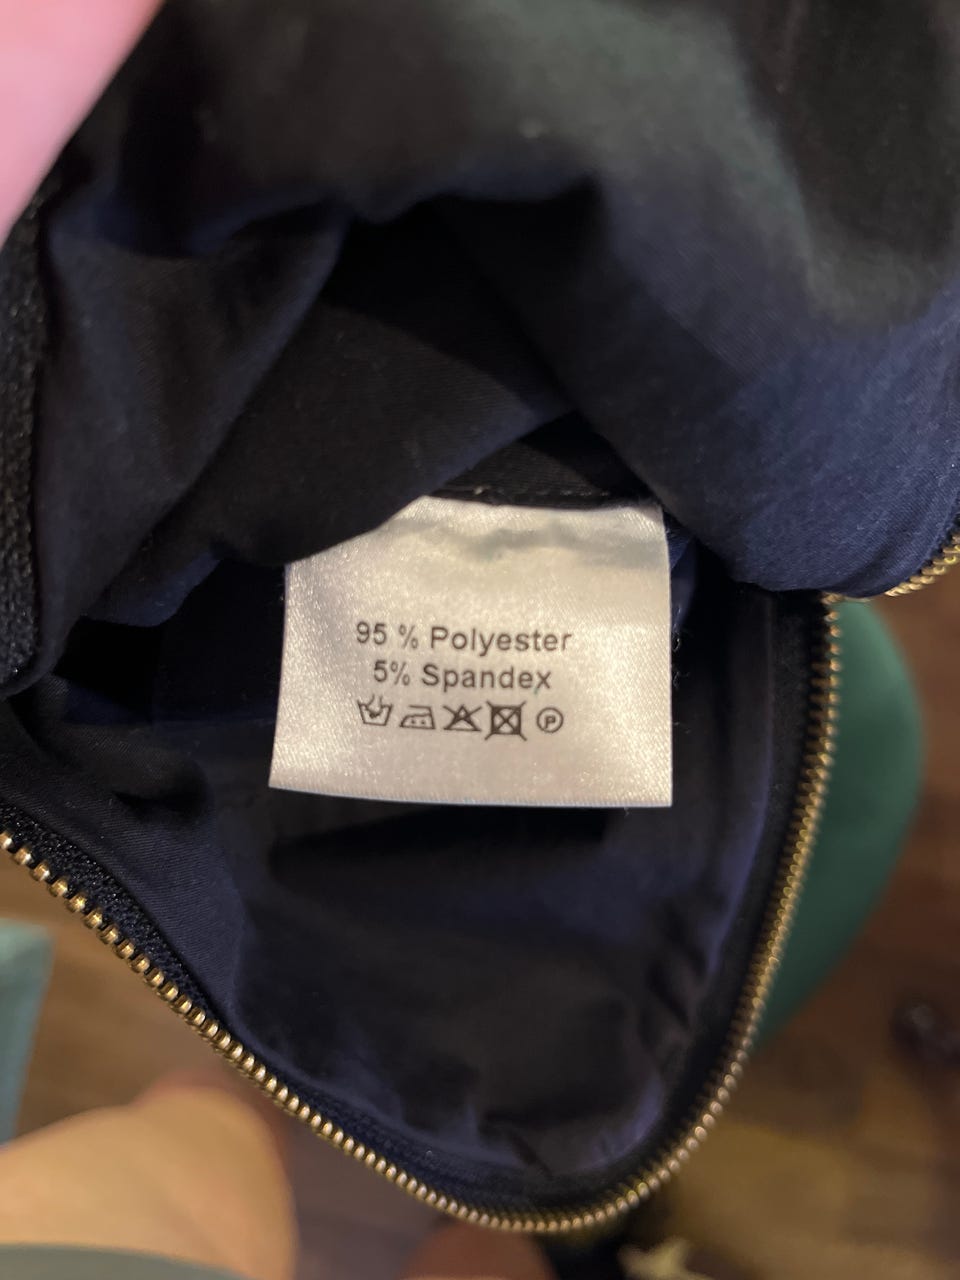 95 % Polyester
5% Spandex
P